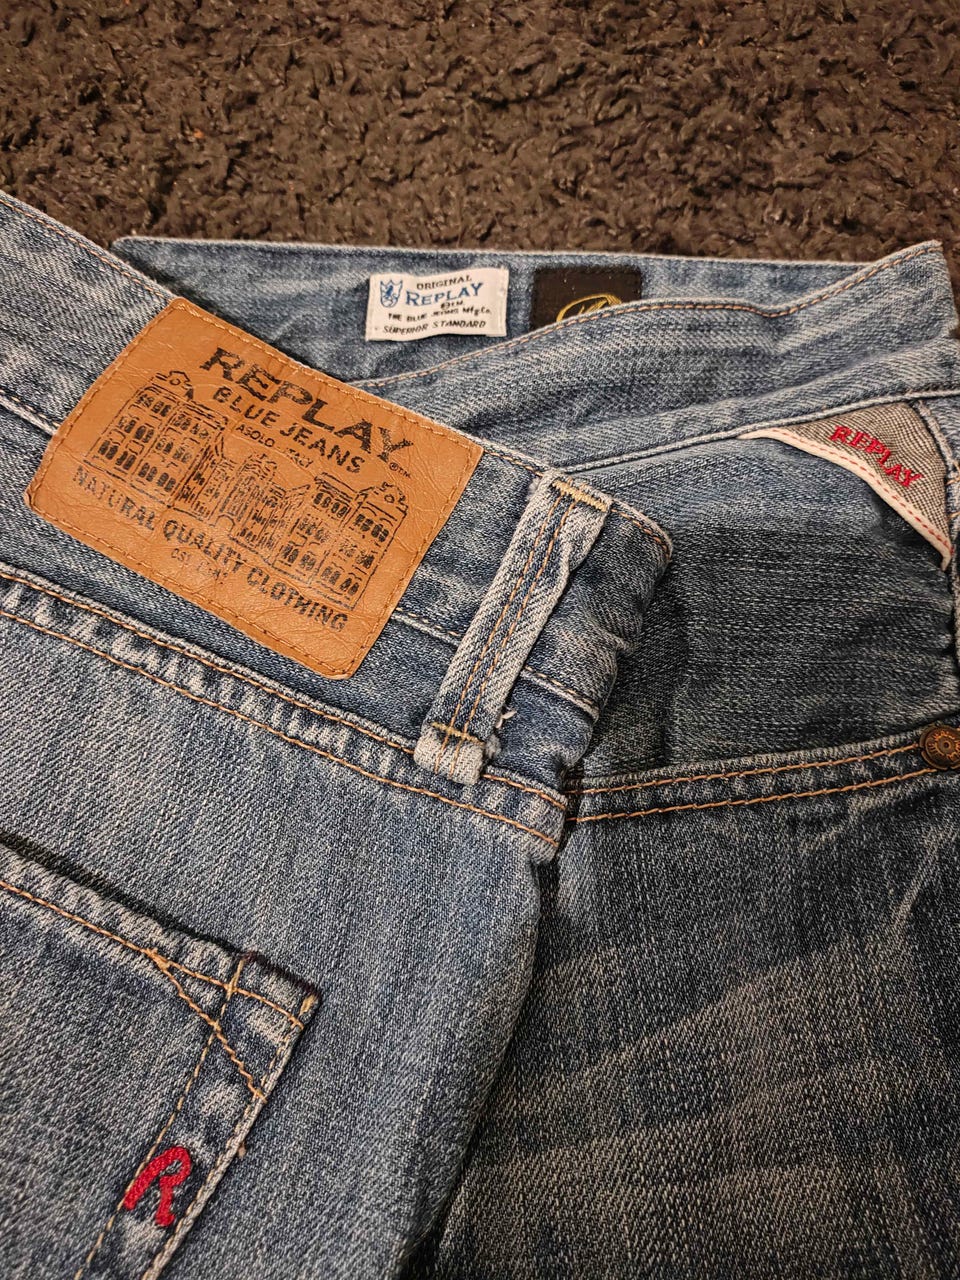 ORIGINAL
REPLAY
THE BLUE JEANS Mfg Co.
SUPERIOR STANDARD
REPLAY
BLUE JEANS
ASOLO ITALY
NATURAL QUALITY CLOTHING
REPLAY
R